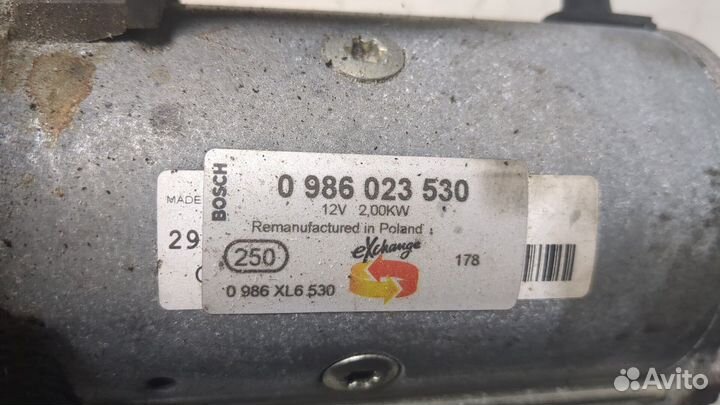 BOSCH
0 986 023 530
12V 2,00KW
Remanufactured in Poland
MADE
29
250
eXchange
178
0 986 XL6 530
Avito